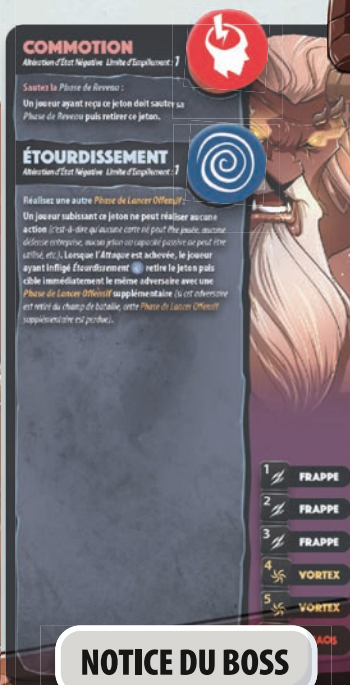 COMMOTION
Altération d'État Négative Limite d'Empilement : 1
Sautez la Phase de Revenu :
Un joueur ayant reçu ce jeton doit sauter sa
Phase de Revenu puis retirer ce jeton.
ÉTOURDISSEMENT
Altération d'État Négative Limite d'Empilement : 1
Réalisez une autre Phase de Lancer Offensif :
Un joueur subissant ce jeton ne peut réaliser aucune
action (c'est-à-dire qu'aucune carte ne peut être jouée, aucune
défense entreprise, aucun jeton ou capacité passive ne peut être
utilisé, etc.). Lorsque l'Attaque est achevée, le joueur
ayant infligé Étourdissement retire le jeton puis
cible immédiatement le même adversaire avec une
Phase de Lancer Offensif supplémentaire (si cet adversaire
est retiré du champ de bataille, cette Phase de Lancer Offensif
supplémentaire est perdue).
1 FRAPPE
2 FRAPPE
3 FRAPPE
4 VORTEX
5 VORTEX
NOTICE DU BOSS